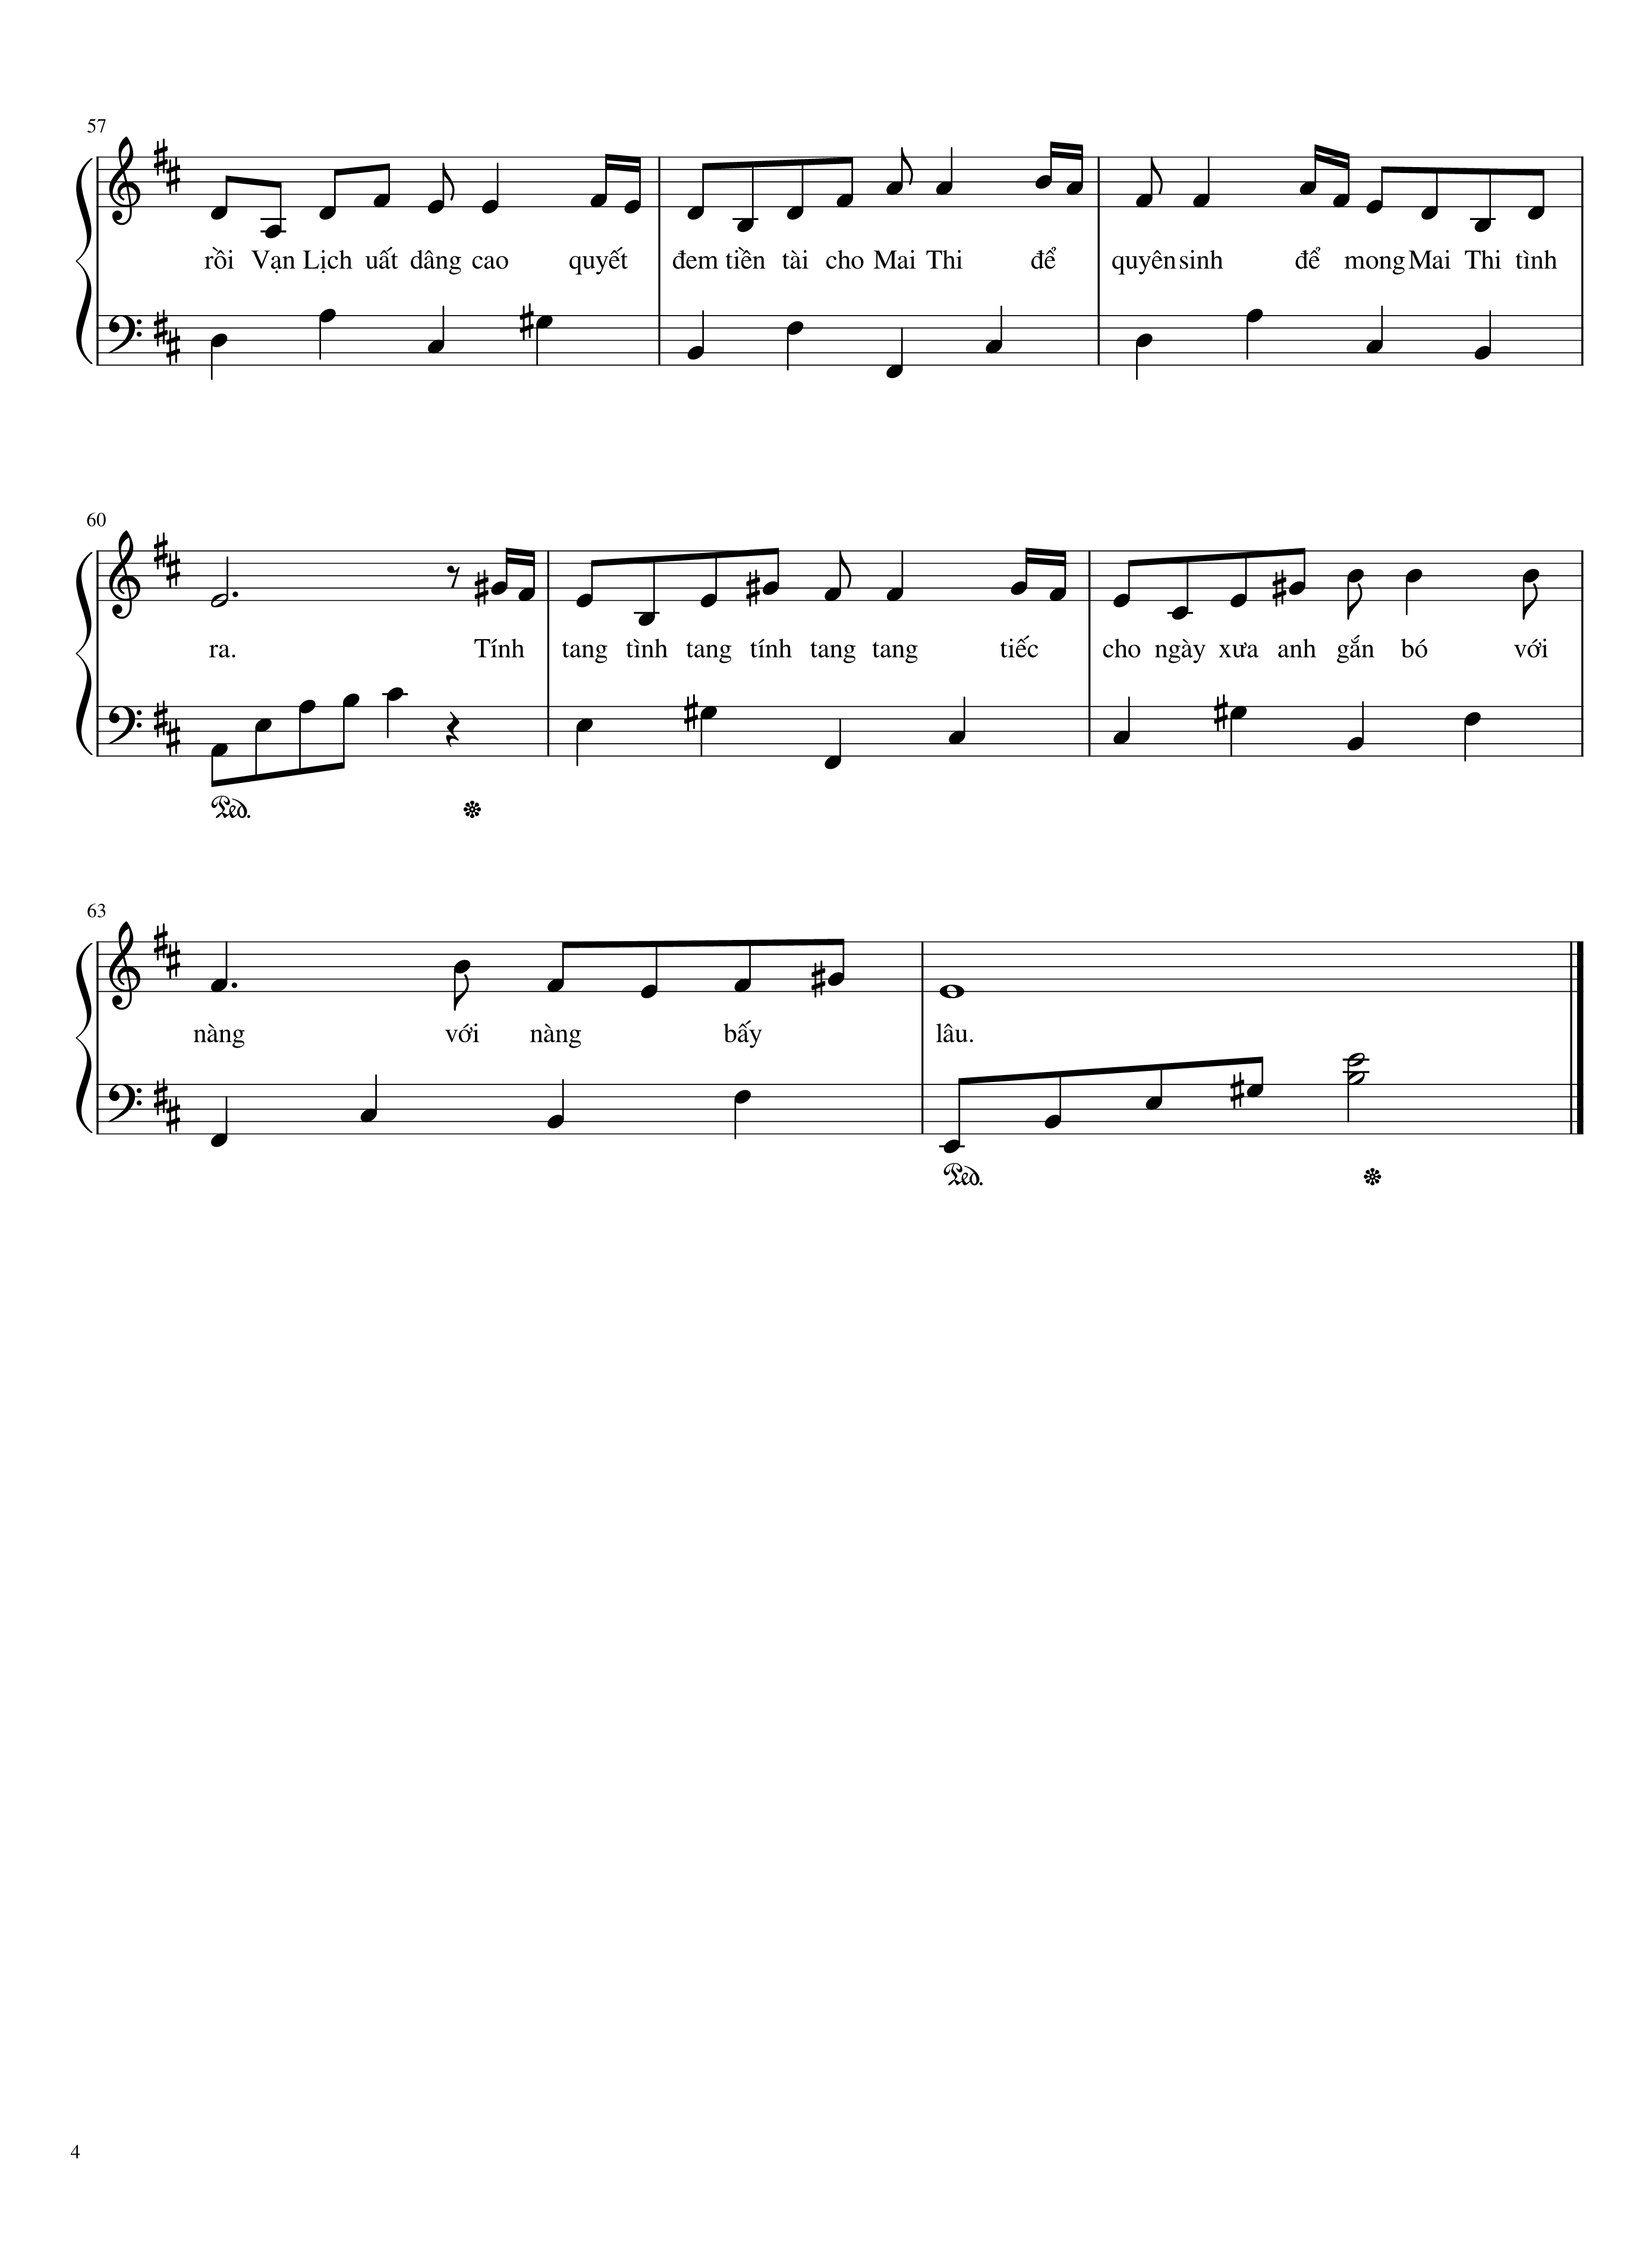 57
rồi Vạn Lịch uất dâng cao quyết đem tiền tài cho Mai Thi để quyên sinh để mong Mai Thi tình
60
ra. Tính tang tình tang tính tang tang tiếc cho ngày xưa anh gắn bó với
Ped.
63
nàng với nàng bấy lâu.
Ped.
4